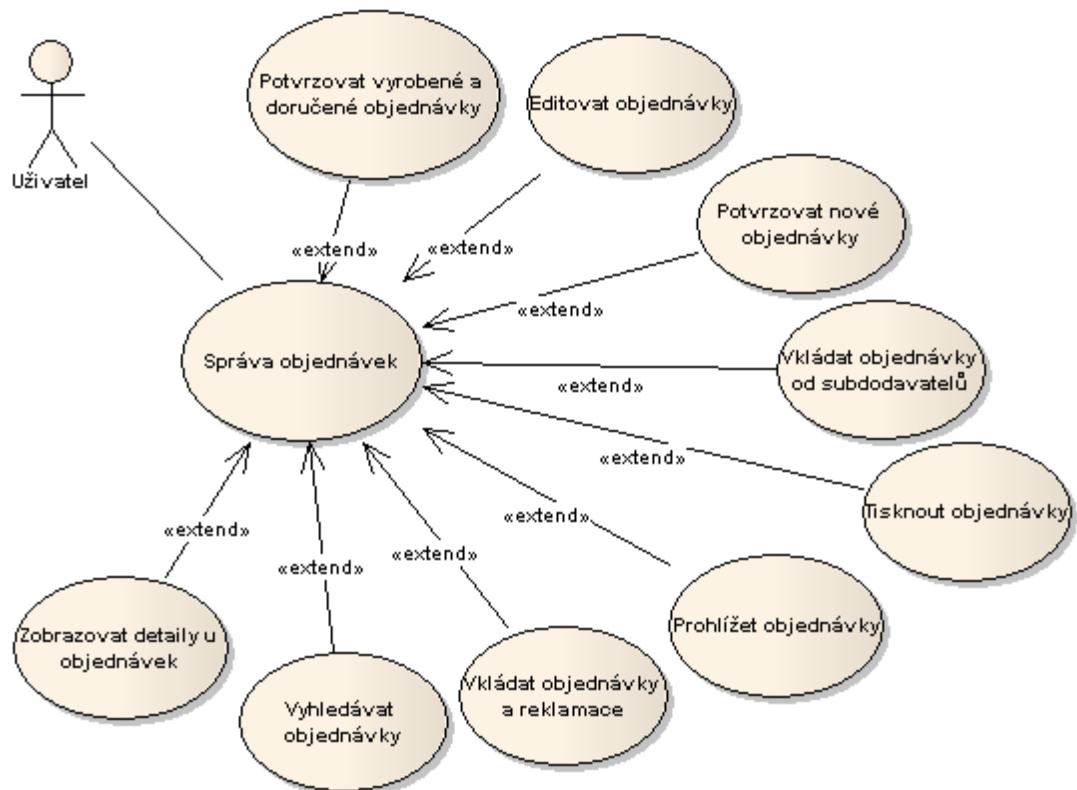 Potvrzovat vyrobené a
doručené objednávky
Editovat objednávky
Uživatel
Potvrzovat nové
objednávky
«extend»
«extend»
«extend»
Správa objednávek
Vkládat objednávky
od subdodavatelů
«extend»
«extend»
Tisknout objednávky
«extend»
«extend»
«extend»
«extend»
Zobrazovat detaily u
objednávek
Prohlížet objednávky
Vkládat objednávky
a reklamace
Vyhledávat
objednávky